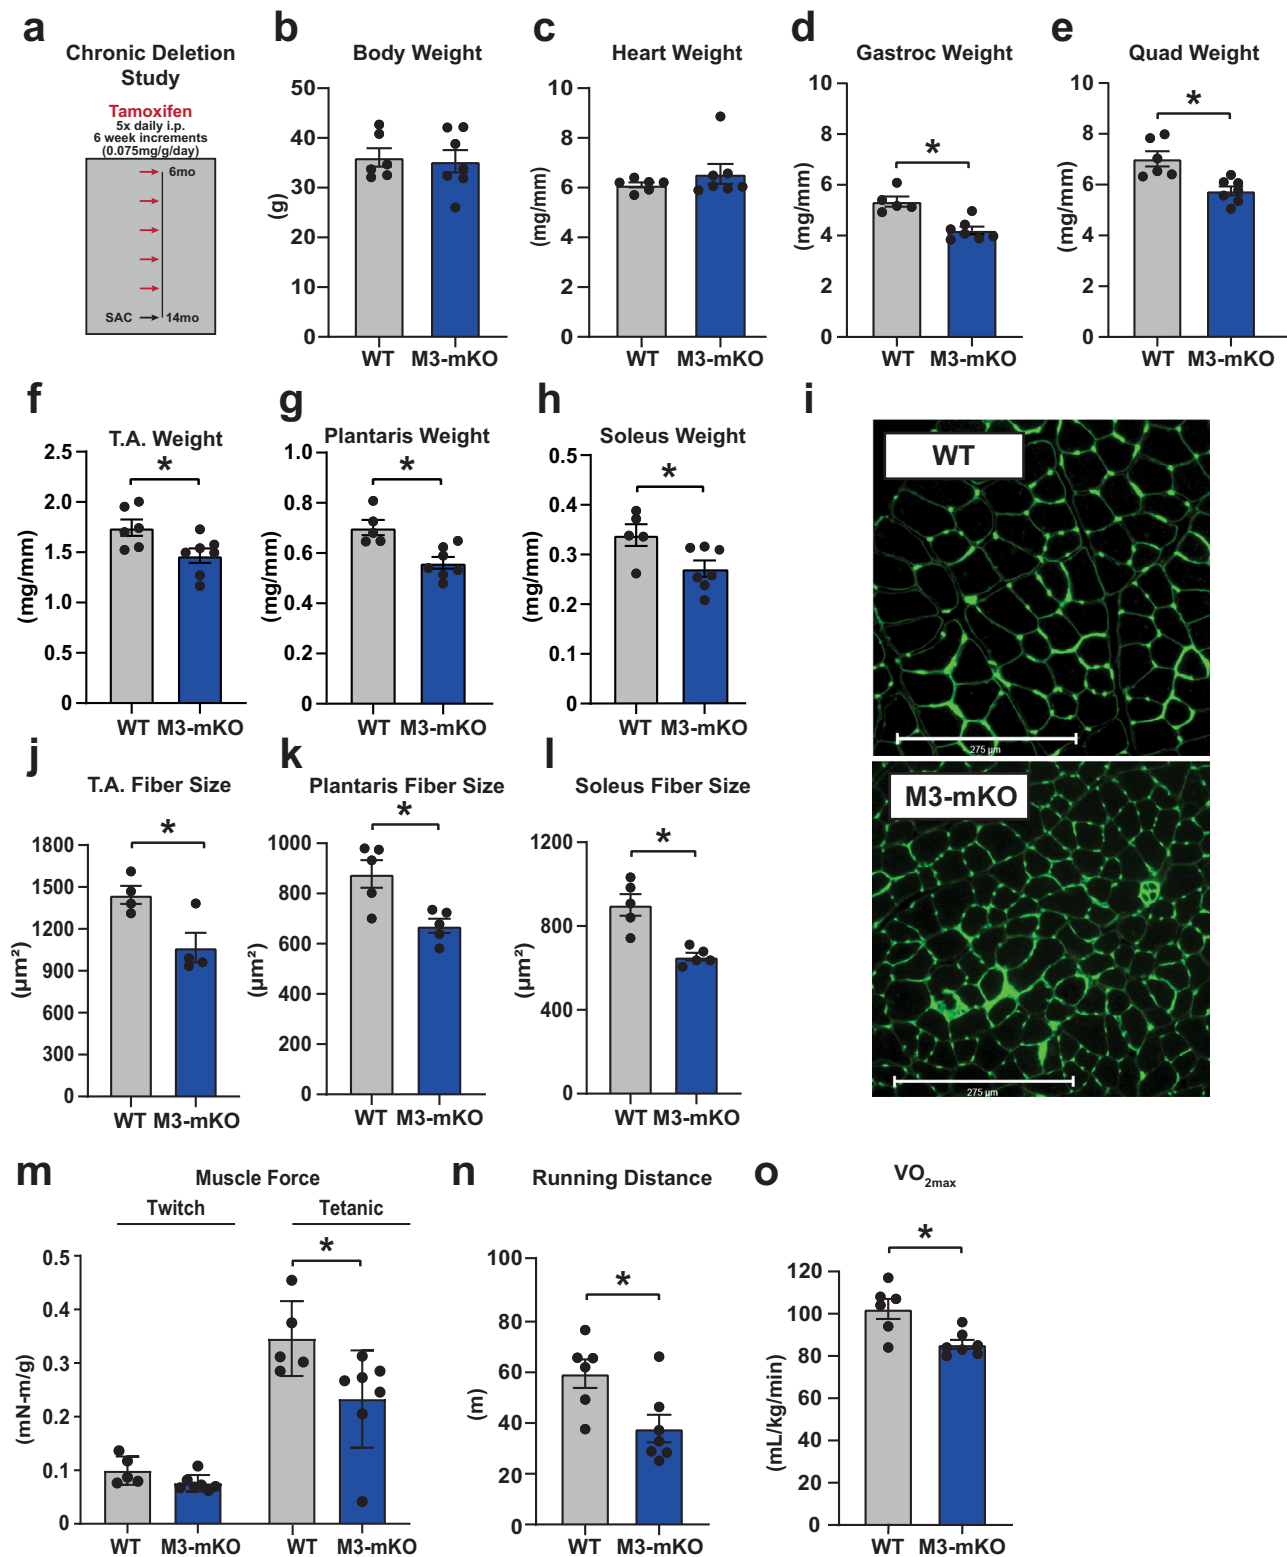 a
Chronic Deletion
Study
Tamoxifen
5x daily i.p.
6 week increments
(0.075mg/g/day)
6mo
SAC
14mo
b
Body Weight
50
40
30
20
10
0
(g)
WT M3-mKO
c
Heart Weight
10
8
6
4
2
0
(mg/mm)
WT M3-mKO
d
Gastroc Weight
*
10
8
6
4
2
0
(mg/mm)
WT M3-mKO
e
Quad Weight
*
10
8
6
4
2
0
(mg/mm)
WT M3-mKO
f
T.A. Weight
*
2.5
2.0
1.5
1.0
0.5
0
(mg/mm)
WT M3-mKO
g
Plantaris Weight
*
1.0
0.8
0.6
0.4
0.2
0
(mg/mm)
WT M3-mKO
h
Soleus Weight
*
0.5
0.4
0.3
0.2
0.1
0
(mg/mm)
WT M3-mKO
i
WT
275 µm
M3-mKO
275 µm
j
T.A. Fiber Size
*
1800
1500
1200
900
600
300
0
(µm²)
WT M3-mKO
k
Plantaris Fiber Size
*
1000
800
600
400
200
0
(µm²)
WT M3-mKO
l
Soleus Fiber Size
*
1200
800
400
0
(µm²)
WT M3-mKO
m
Muscle Force
Twitch
Tetanic
*
0.5
0.4
0.3
0.2
0.1
0
(mN-m/g)
WT M3-mKO
WT M3-mKO
n
Running Distance
*
100
80
60
40
20
0
(m)
WT M3-mKO
o
VO2max
*
120
100
80
60
40
20
0
(mL/kg/min)
WT M3-mKO